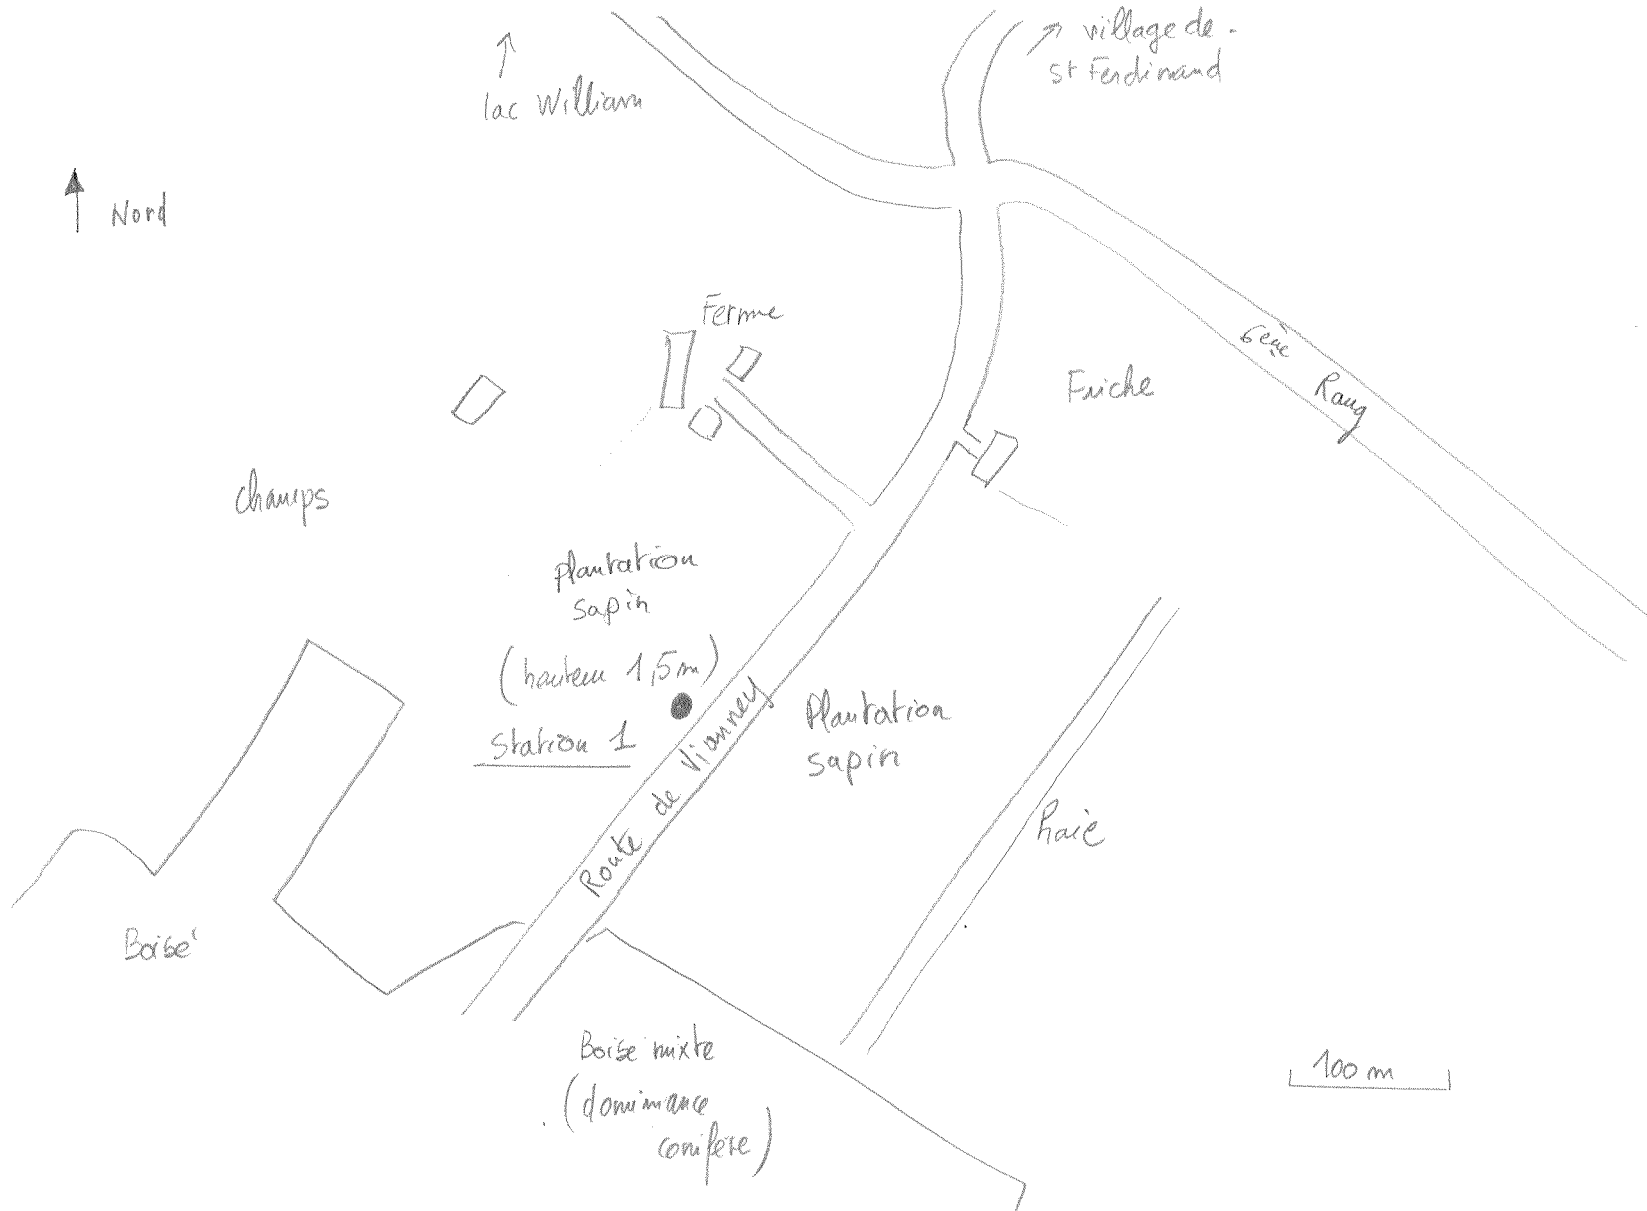 village de
st Ferdinand
lac William
Nord
Ferme
6ème Rang
Friche
champs
plantation
sapin
(hauteur 1,5m)
Station 1
Route de Vianney
Plantation
sapin
haie
Boisé
Boisé mixte
(dominance
conifère)
100 m